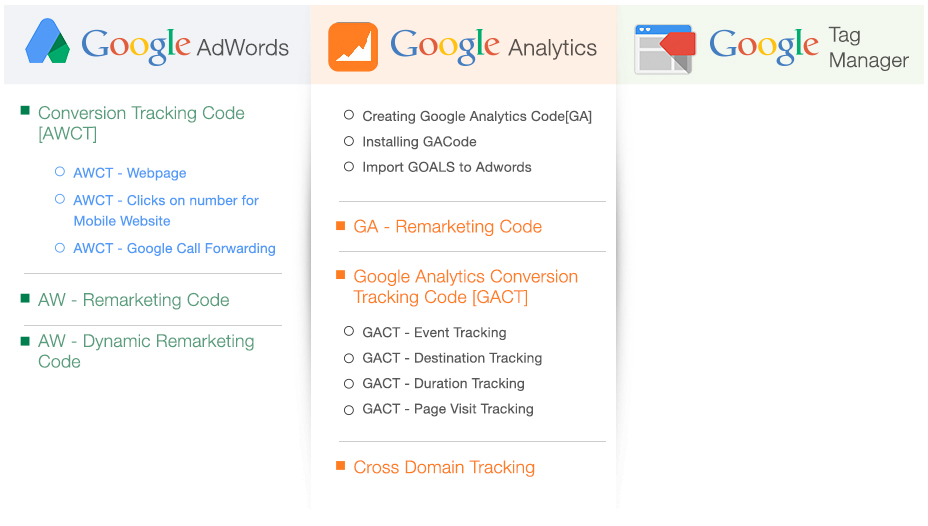 Google AdWords
Conversion Tracking Code
[AWCT]
AWCT - Webpage
AWCT - Clicks on number for
Mobile Website
AWCT - Google Call Forwarding
AW - Remarketing Code
AW - Dynamic Remarketing
Code
Google Analytics
Creating Google Analytics Code[GA]
Installing GACode
Import GOALS to Adwords
GA - Remarketing Code
Google Analytics Conversion
Tracking Code [GACT]
GACT - Event Tracking
GACT - Destination Tracking
GACT - Duration Tracking
GACT - Page Visit Tracking
Cross Domain Tracking
Google Tag
Manager